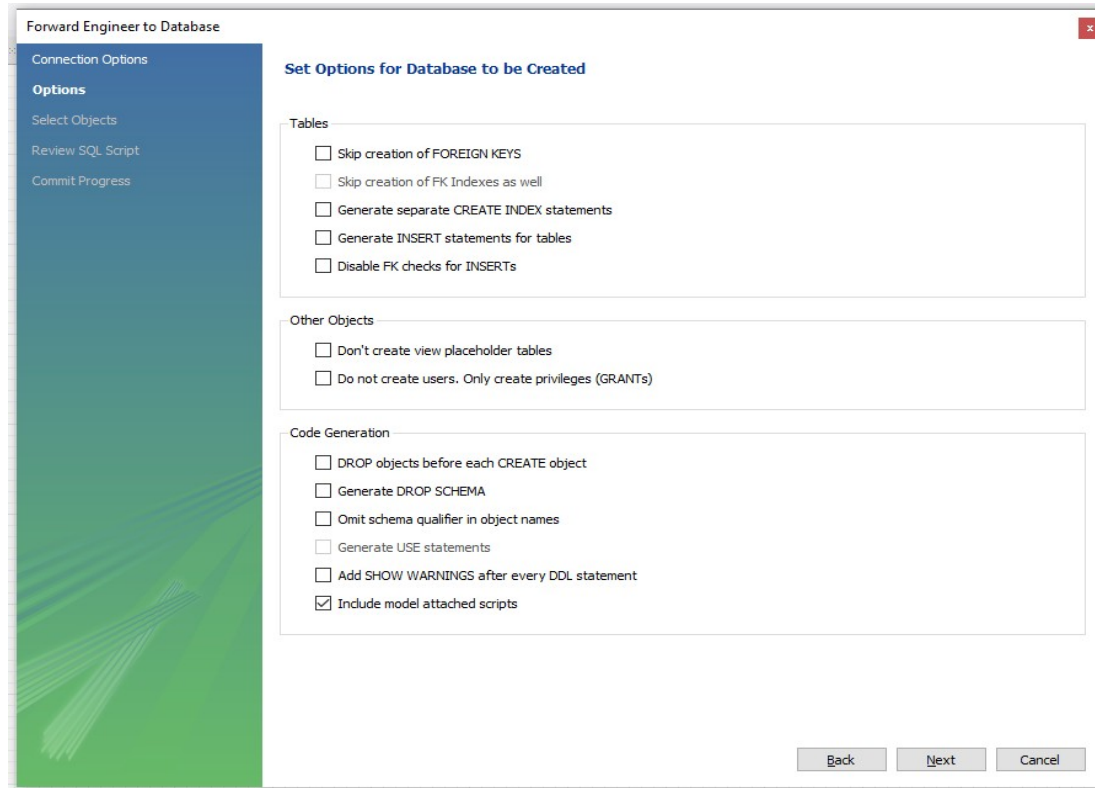 Forward Engineer to Database
x
Connection Options
Options
Select Objects
Review SQL Script
Commit Progress
Set Options for Database to be Created
Tables
Skip creation of FOREIGN KEYS
Skip creation of FK Indexes as well
Generate separate CREATE INDEX statements
Generate INSERT statements for tables
Disable FK checks for INSERTs
Other Objects
Don't create view placeholder tables
Do not create users. Only create privileges (GRANTs)
Code Generation
DROP objects before each CREATE object
Generate DROP SCHEMA
Omit schema qualifier in object names
Generate USE statements
Add SHOW WARNINGS after every DDL statement
Include model attached scripts
Back Next Cancel